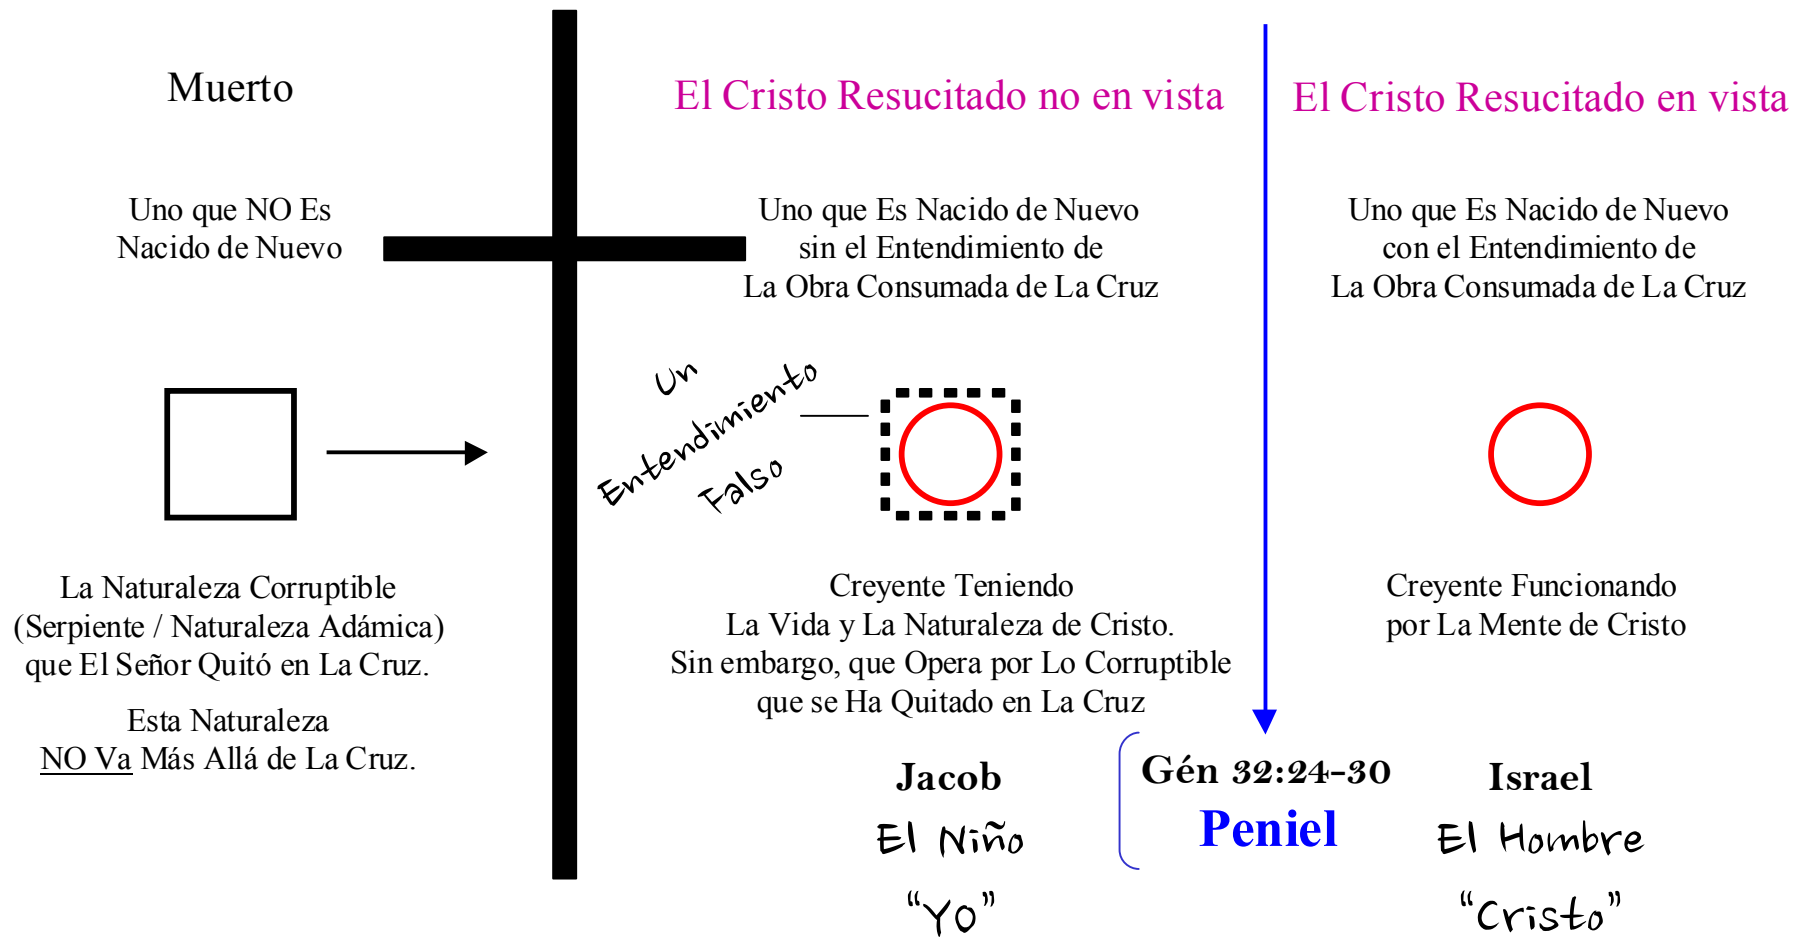 Muerto
Uno que NO Es
Nacido de Nuevo
La Naturaleza Corruptible
(Serpiente / Naturaleza Adámica)
que El Señor Quitó en La Cruz.
Esta Naturaleza
NO Va Más Allá de La Cruz.
El Cristo Resucitado no en vista
Uno que Es Nacido de Nuevo
sin el Entendimiento de
La Obra Consumada de La Cruz
Un
Entendimiento
Falso
Creyente Teniendo
La Vida y La Naturaleza de Cristo.
Sin embargo, que Opera por Lo Corruptible
que se Ha Quitado en La Cruz
Jacob
El Niño
“Yo”
Gén 32:24-30
Peniel
El Cristo Resucitado en vista
Uno que Es Nacido de Nuevo
con el Entendimiento de
La Obra Consumada de La Cruz
Creyente Funcionando
por La Mente de Cristo
Israel
El Hombre
“Cristo”